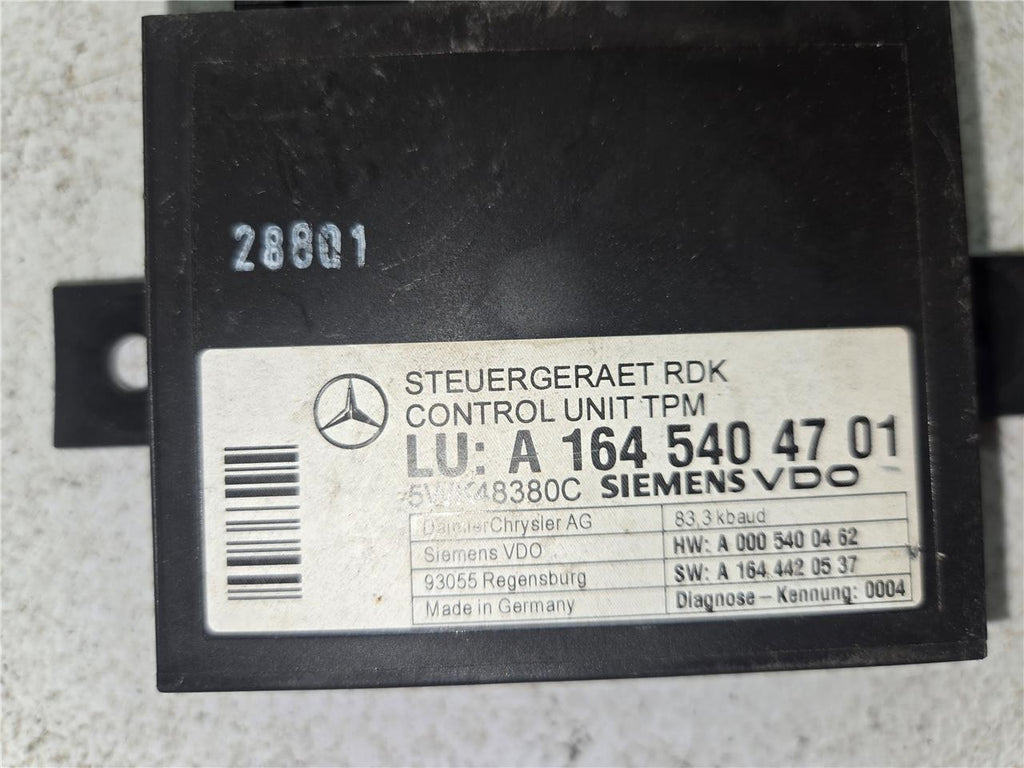 28801
STEUERGERAET RDK
CONTROL UNIT TPM
LU: A 164 540 47 01
5WK48380C SIEMENS VDO
DaimlerChrysler AG 83,3 kbaud
Siemens VDO HW: A 000 540 04 62
93055 Regensburg SW: A 164 442 05 37
Made in Germany Diagnose – Kennung: 0004